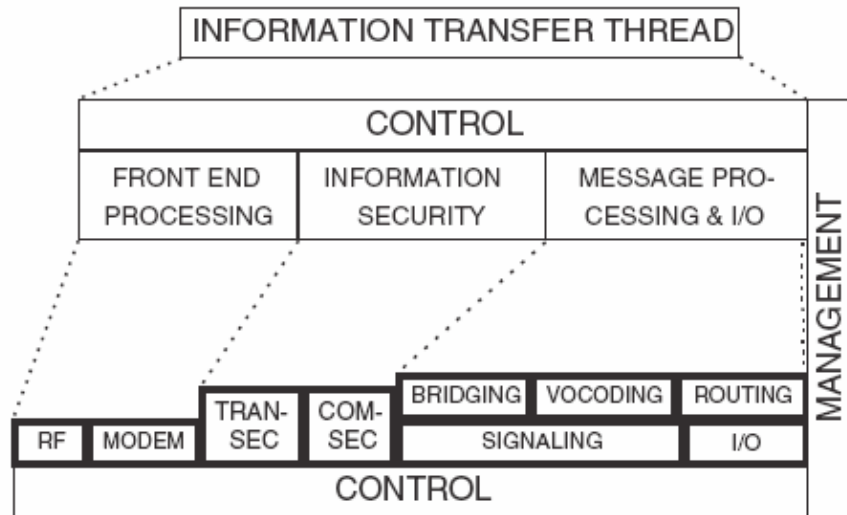 INFORMATION TRANSFER THREAD
CONTROL
FRONT END
PROCESSING
INFORMATION
SECURITY
MESSAGE PRO-
CESSING & I/O
MANAGEMENT
BRIDGING
VOCODING
ROUTING
TRAN-
SEC
COM-
SEC
RF
MODEM
SIGNALING
I/O
CONTROL